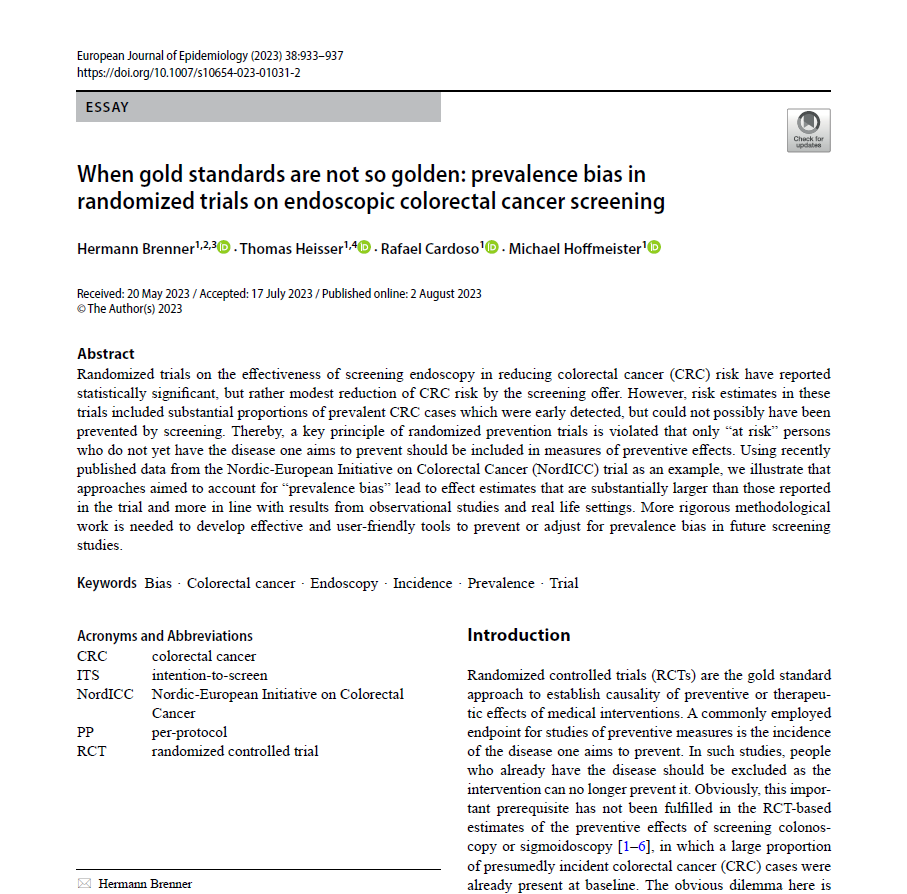 European Journal of Epidemiology (2023) 38:933–937
https://doi.org/10.1007/s10654-023-01031-2
ESSAY
Check for
updates
When gold standards are not so golden: prevalence bias in
randomized trials on endoscopic colorectal cancer screening
Hermann Brenner1,2,3 · Thomas Heisser1,4 · Rafael Cardoso1 · Michael Hoffmeister1
Received: 20 May 2023 / Accepted: 17 July 2023 / Published online: 2 August 2023
© The Author(s) 2023
Abstract
Randomized trials on the effectiveness of screening endoscopy in reducing colorectal cancer (CRC) risk have reported
statistically significant, but rather modest reduction of CRC risk by the screening offer. However, risk estimates in these
trials included substantial proportions of prevalent CRC cases which were early detected, but could not possibly have been
prevented by screening. Thereby, a key principle of randomized prevention trials is violated that only “at risk” persons
who do not yet have the disease one aims to prevent should be included in measures of preventive effects. Using recently
published data from the Nordic-European Initiative on Colorectal Cancer (NordICC) trial as an example, we illustrate that
approaches aimed to account for “prevalence bias” lead to effect estimates that are substantially larger than those reported
in the trial and more in line with results from observational studies and real life settings. More rigorous methodological
work is needed to develop effective and user-friendly tools to prevent or adjust for prevalence bias in future screening
studies.
Keywords Bias · Colorectal cancer · Endoscopy · Incidence · Prevalence · Trial
Acronyms and Abbreviations
CRC colorectal cancer
ITS intention-to-screen
NordICC Nordic-European Initiative on Colorectal
Cancer
PP per-protocol
RCT randomized controlled trial
Hermann Brenner
Introduction
Randomized controlled trials (RCTs) are the gold standard
approach to establish causality of preventive or therapeu-
tic effects of medical interventions. A commonly employed
endpoint for studies of preventive measures is the incidence
of the disease one aims to prevent. In such studies, people
who already have the disease should be excluded as the
intervention can no longer prevent it. Obviously, this impor-
tant prerequisite has not been fulfilled in the RCT-based
estimates of the preventive effects of screening colonos-
copy or sigmoidoscopy [1–6], in which a large proportion
of presumedly incident colorectal cancer (CRC) cases were
already present at baseline. The obvious dilemma here is